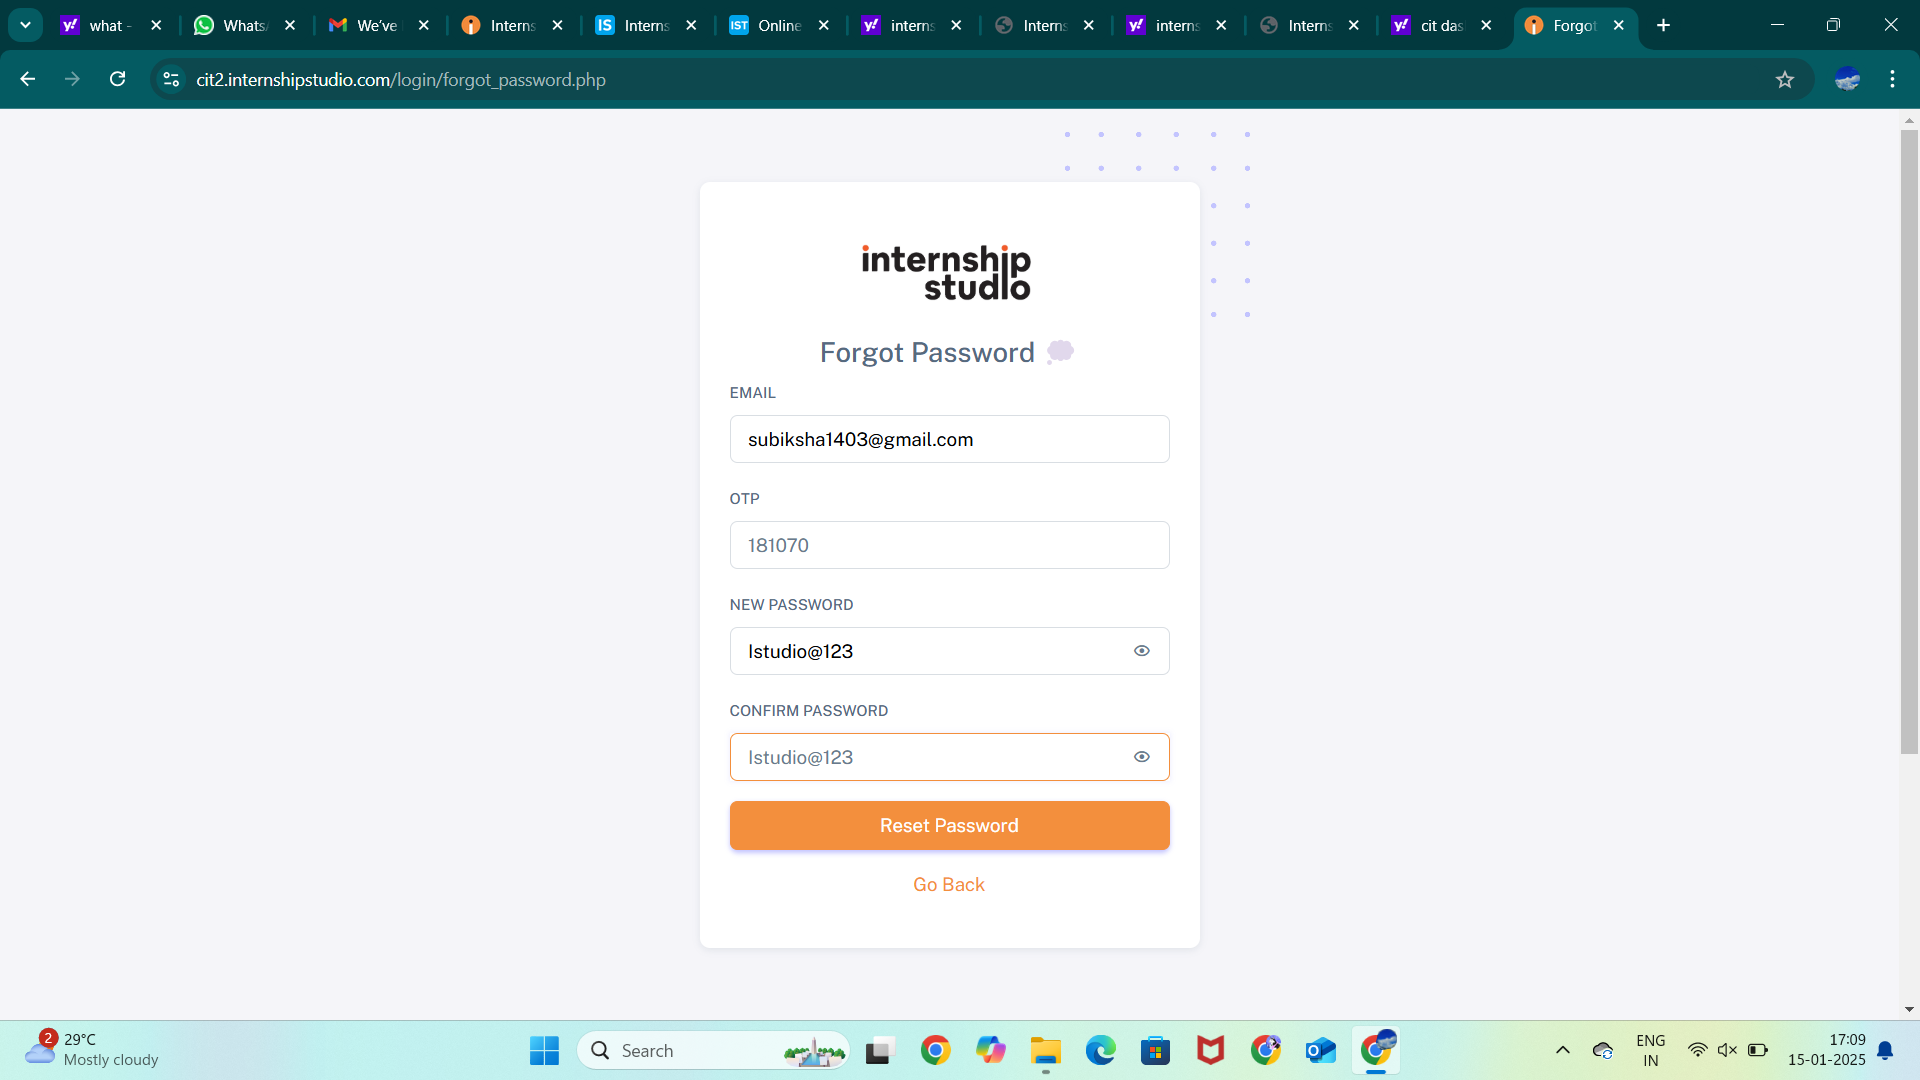 what -
WhatsA
We've
Interns
Interns
Online
interns
Interns
interns
Interns
cit das
Forgot
cit2.internshipstudio.com/login/forgot_password.php
internship
studio
Forgot Password
EMAIL
subiksha1403@gmail.com
OTP
181070
NEW PASSWORD
Istudio@123
CONFIRM PASSWORD
Istudio@123
Reset Password
Go Back
2
29°C
Mostly cloudy
Search
ENG
IN
17:09
15-01-2025